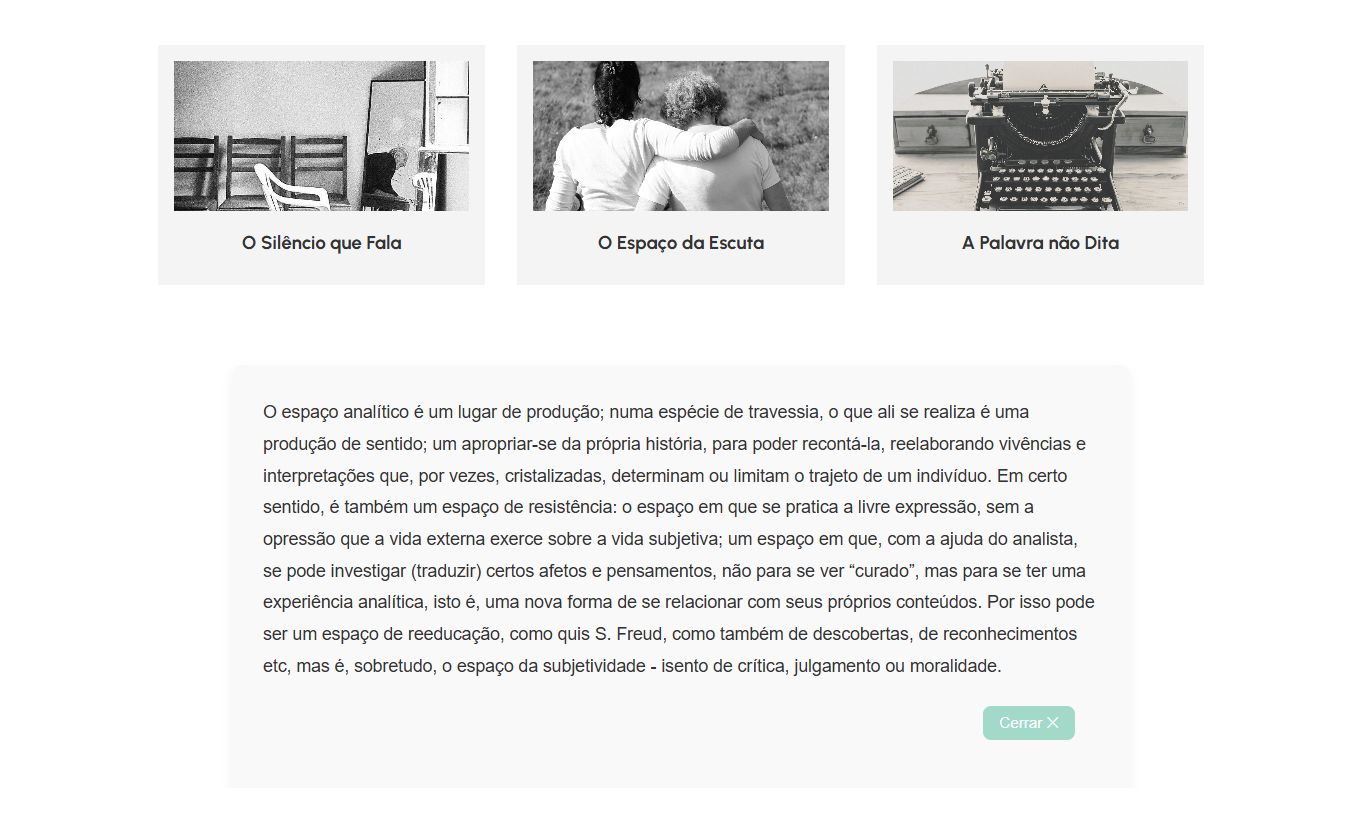 O Silêncio que Fala
O Espaço da Escuta
A Palavra não Dita
O espaço analítico é um lugar de produção; numa espécie de travessia, o que ali se realiza é uma
produção de sentido; um apropriar-se da própria história, para poder recontá-la, reelaborando vivências e
interpretações que, por vezes, cristalizadas, determinam ou limitam o trajeto de um indivíduo. Em certo
sentido, é também um espaço de resistência: o espaço em que se pratica a livre expressão, sem a
opressão que a vida externa exerce sobre a vida subjetiva; um espaço em que, com a ajuda do analista,
se pode investigar (traduzir) certos afetos e pensamentos, não para se ver “curado”, mas para se ter uma
experiência analítica, isto é, uma nova forma de se relacionar com seus próprios conteúdos. Por isso pode
ser um espaço de reeducação, como quis S. Freud, como também de descobertas, de reconhecimentos
etc, mas é, sobretudo, o espaço da subjetividade - isento de crítica, julgamento ou moralidade.
Cerrar